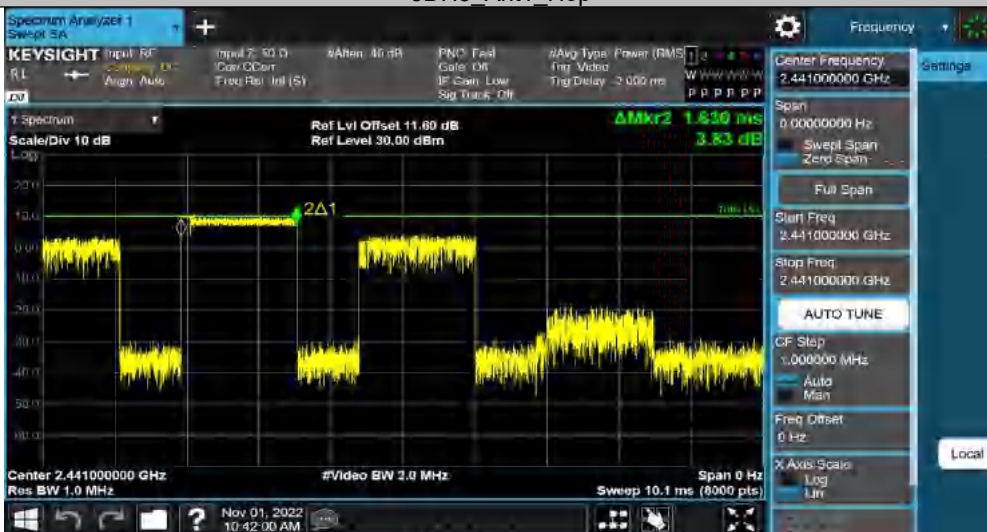 Spectrum Analyzer 1
Swept SA
+
Frequency
KEYSIGHT Input: RF
RL
Align: Auto
Input Z: 50 Ω
Corr CCorr
Freq Ref: Int (S)
#Atten: 40 dB
PNO: Fast
Gate: Off
IF Gain: Low
Sig Track: Off
#Avg Type: Power (RMS
Trig: Video
P P P P P P
1 Spectrum
Scale/Div 10 dB
Log
Ref Lvl Offset 11.60 dB
Ref Level 30.00 dBm
ΔMkr2 1.630 ms
3.83 dB
2Δ1
Center 2.441000000 GHz
Res BW 1.0 MHz
#Video BW 3.0 MHz
Span 0 Hz
Sweep 10.1 ms (8000 pts)
Nov 01, 2022
10:42:00 AM
Center Frequency
2.441000000 GHz
Settings
Span
0.00000000 Hz
Swept Span
Zero Span
Full Span
Start Freq
2.441000000 GHz
Stop Freq
2.441000000 GHz
AUTO TUNE
CF Step
1.000000 MHz
Auto
Man
Freq Offset
0 Hz
X Axis Scale
Log
Lin
Local